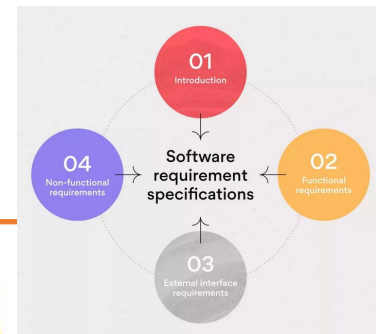 01
Introduction
02
Functional
requirements
03
External interface
requirements
04
Non-functional
requirements
Software
requirement
specifications